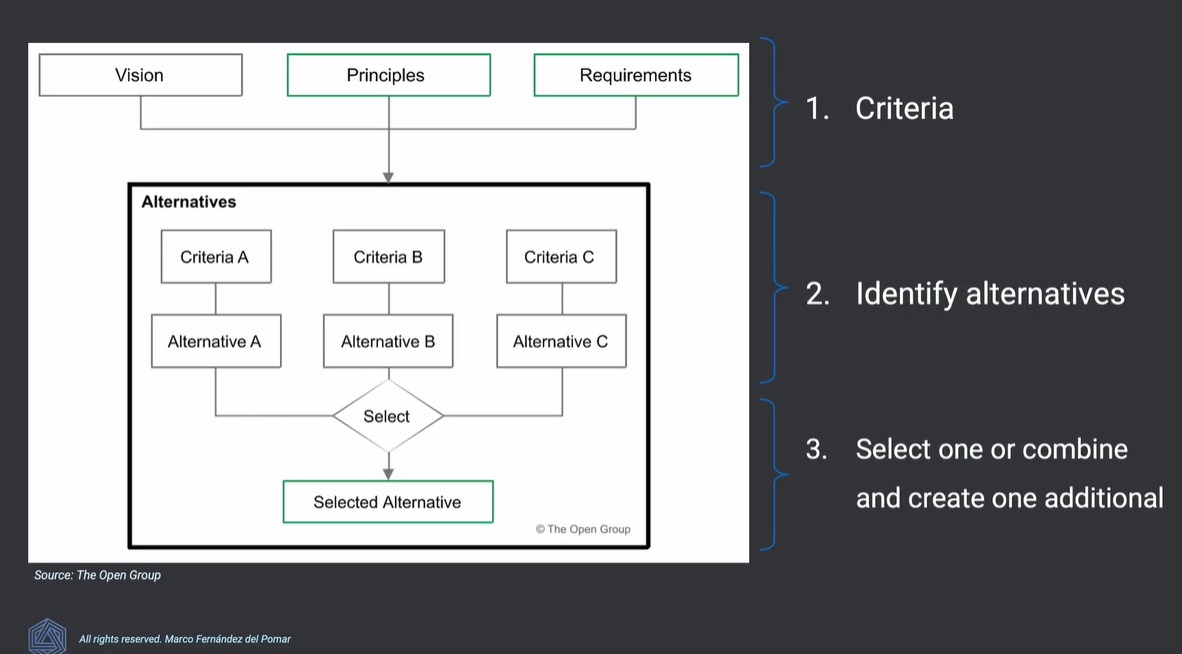 Vision
Principles
Requirements
1. Criteria
Alternatives
Criteria A
Criteria B
Criteria C
2. Identify alternatives
Alternative A
Alternative B
Alternative C
Select
3. Select one or combine
and create one additional
Selected Alternative
© The Open Group
Source: The Open Group
All rights reserved. Marco Fernández del Pomar